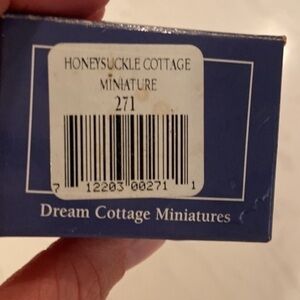 HONEYSUCKLE COTTAGE
MINIATURE
271
7 12203 00271 1
Dream Cottage Miniatures